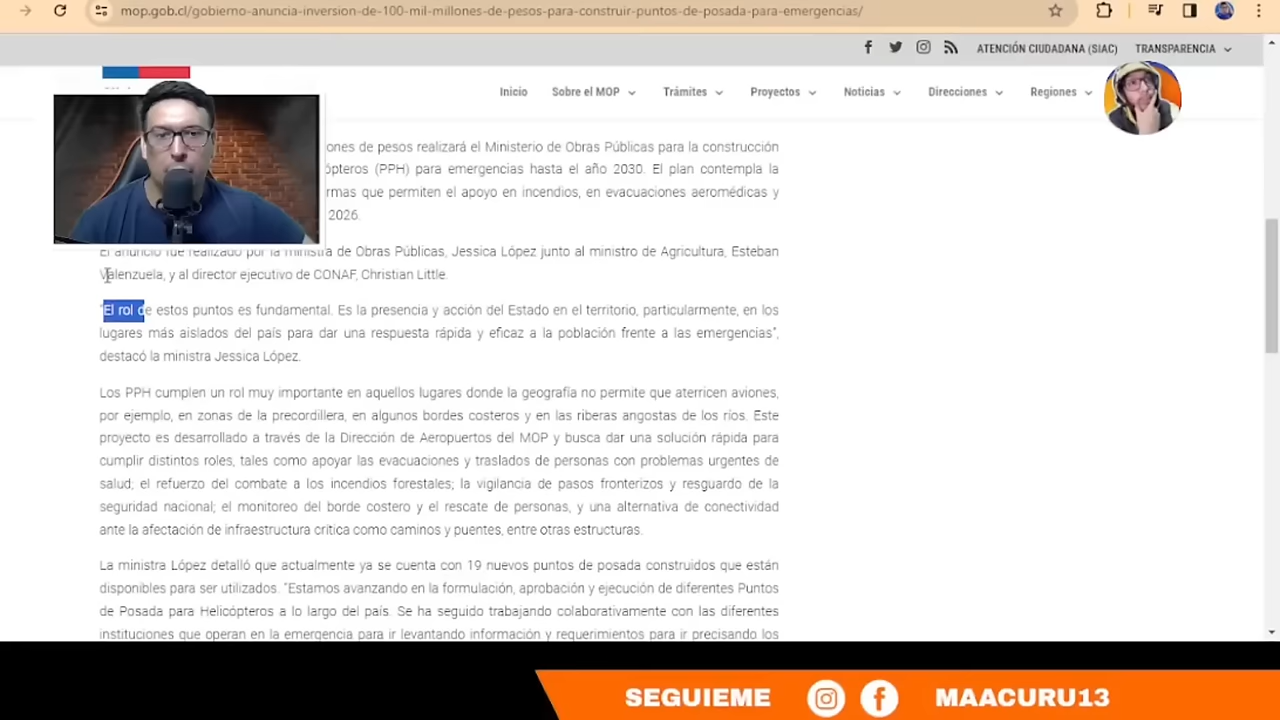 mop.gob.cl/gobierno-anuncia-inversion-de-100-mil-millones-de-pesos-para-construir-puntos-de-posada-para-emergencias/
ATENCIÓN CIUDADANA (SIAC) TRANSPARENCIA
Inicio Sobre el MOP Trámites Proyectos Noticias Direcciones Regiones
ones de pesos realizará el Ministerio de Obras Públicas para la construcción
ópteros (PPH) para emergencias hasta el año 2030. El plan contempla la
rmas que permiten el apoyo en incendios, en evacuaciones aeromédicas y
2026.
El anuncio fue realizado por la ministra de Obras Públicas, Jessica López junto al ministro de Agricultura, Esteban
Valenzuela, y al director ejecutivo de CONAF, Christian Little.
“El rol de estos puntos es fundamental. Es la presencia y acción del Estado en el territorio, particularmente, en los
lugares más aislados del país para dar una respuesta rápida y eficaz a la población frente a las emergencias”,
destacó la ministra Jessica López.
Los PPH cumplen un rol muy importante en aquellos lugares donde la geografía no permite que aterricen aviones,
por ejemplo, en zonas de la precordillera, en algunos bordes costeros y en las riberas angostas de los ríos. Este
proyecto es desarrollado a través de la Dirección de Aeropuertos del MOP y busca dar una solución rápida para
cumplir distintos roles, tales como apoyar las evacuaciones y traslados de personas con problemas urgentes de
salud; el refuerzo del combate a los incendios forestales; la vigilancia de pasos fronterizos y resguardo de la
seguridad nacional; el monitoreo del borde costero y el rescate de personas, y una alternativa de conectividad
ante la afectación de infraestructura crítica como caminos y puentes, entre otras estructuras.
La ministra López detalló que actualmente ya se cuenta con 19 nuevos puntos de posada construidos que están
disponibles para ser utilizados. “Estamos avanzando en la formulación, aprobación y ejecución de diferentes Puntos
de Posada para Helicópteros a lo largo del país. Se ha seguido trabajando colaborativamente con las diferentes
instituciones que operan en la emergencia para ir levantando información y requerimientos para ir precisando los
SEGUIEME MAACURU13